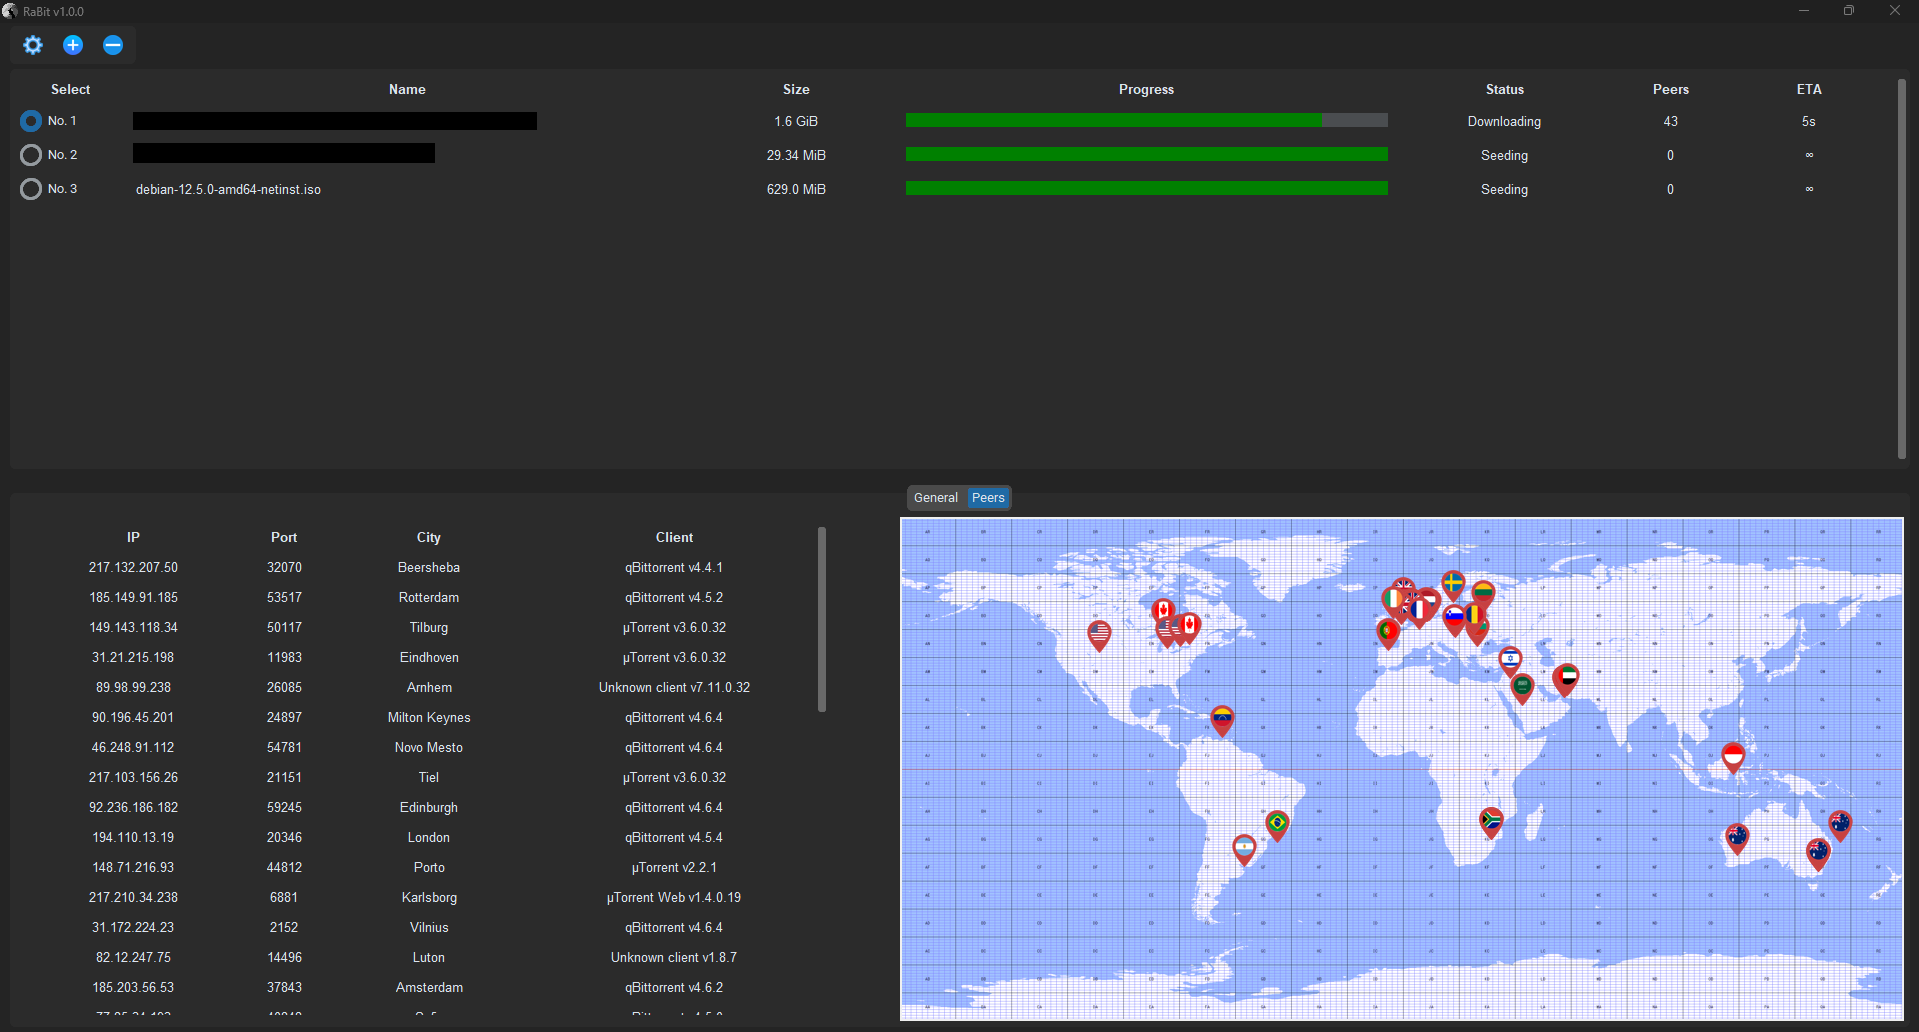 RaBit v1.0.0
Select Name Size Progress Status Peers ETA
No. 1 1.6 GiB Downloading 43 5s
No. 2 29.34 MiB Seeding 0 ∞
No. 3 debian-12.5.0-amd64-netinst.iso 629.0 MiB Seeding 0 ∞
General Peers
IP Port City Client
217.132.207.50 32070 Beersheba qBittorrent v4.4.1
185.149.91.185 53517 Rotterdam qBittorrent v4.5.2
149.143.118.34 50117 Tilburg µTorrent v3.6.0.32
31.21.215.198 11983 Eindhoven µTorrent v3.6.0.32
89.98.99.238 26085 Arnhem Unknown client v7.11.0.32
90.196.45.201 24897 Milton Keynes qBittorrent v4.6.4
46.248.91.112 54781 Novo Mesto qBittorrent v4.6.4
217.103.156.26 21151 Tiel µTorrent v3.6.0.32
92.236.186.182 59245 Edinburgh qBittorrent v4.6.4
194.110.13.19 20346 London qBittorrent v4.5.4
148.71.216.93 44812 Porto µTorrent v2.2.1
217.210.34.238 6881 Karlsborg µTorrent Web v1.4.0.19
31.172.224.23 2152 Vilnius qBittorrent v4.6.4
82.12.247.75 14496 Luton Unknown client v1.8.7
185.203.56.53 37843 Amsterdam qBittorrent v4.6.2